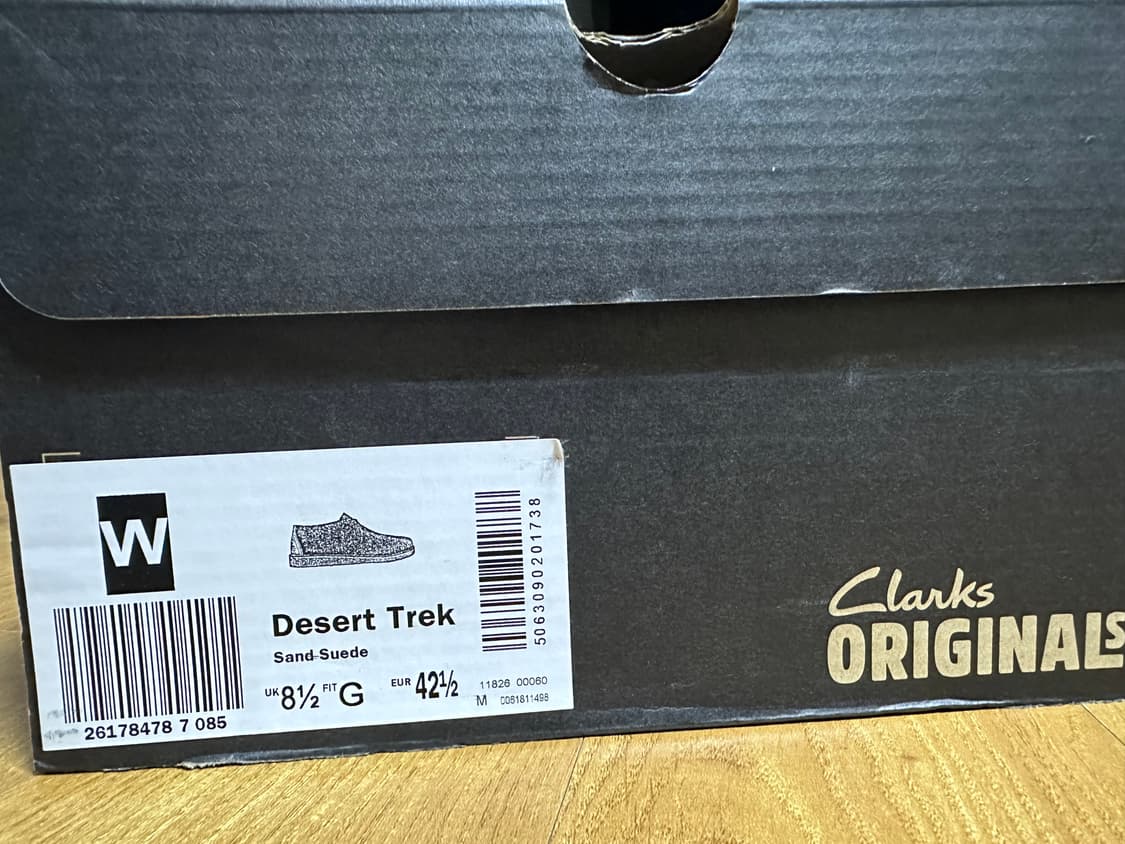 W
26178478 7 085
Desert Trek
Sand Suede
UK 8½ FIT G EUR 42½
5063090201738
11826 00060
M 0061811498
Clarks
ORIGINALS